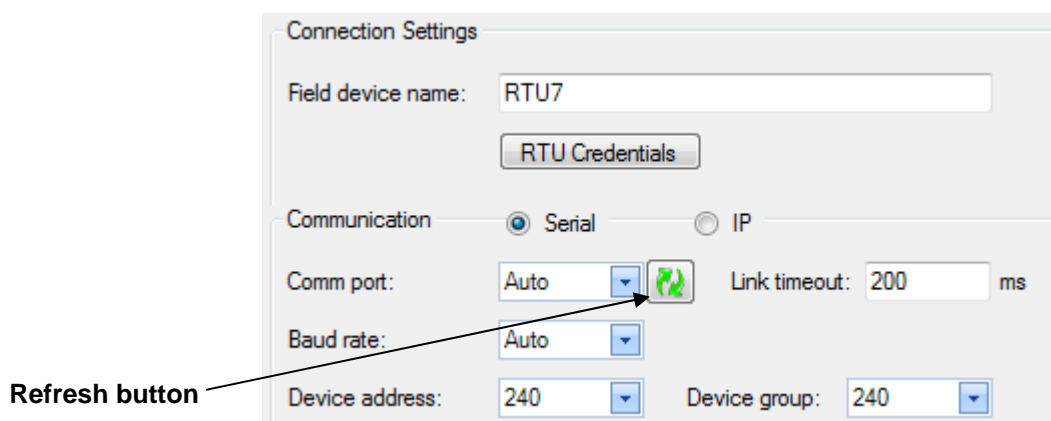 Connection Settings
Field device name: RTU7
RTU Credentials
Communication Serial IP
Comm port: Auto Link timeout: 200 ms
Baud rate: Auto
Refresh button
Device address: 240 Device group: 240